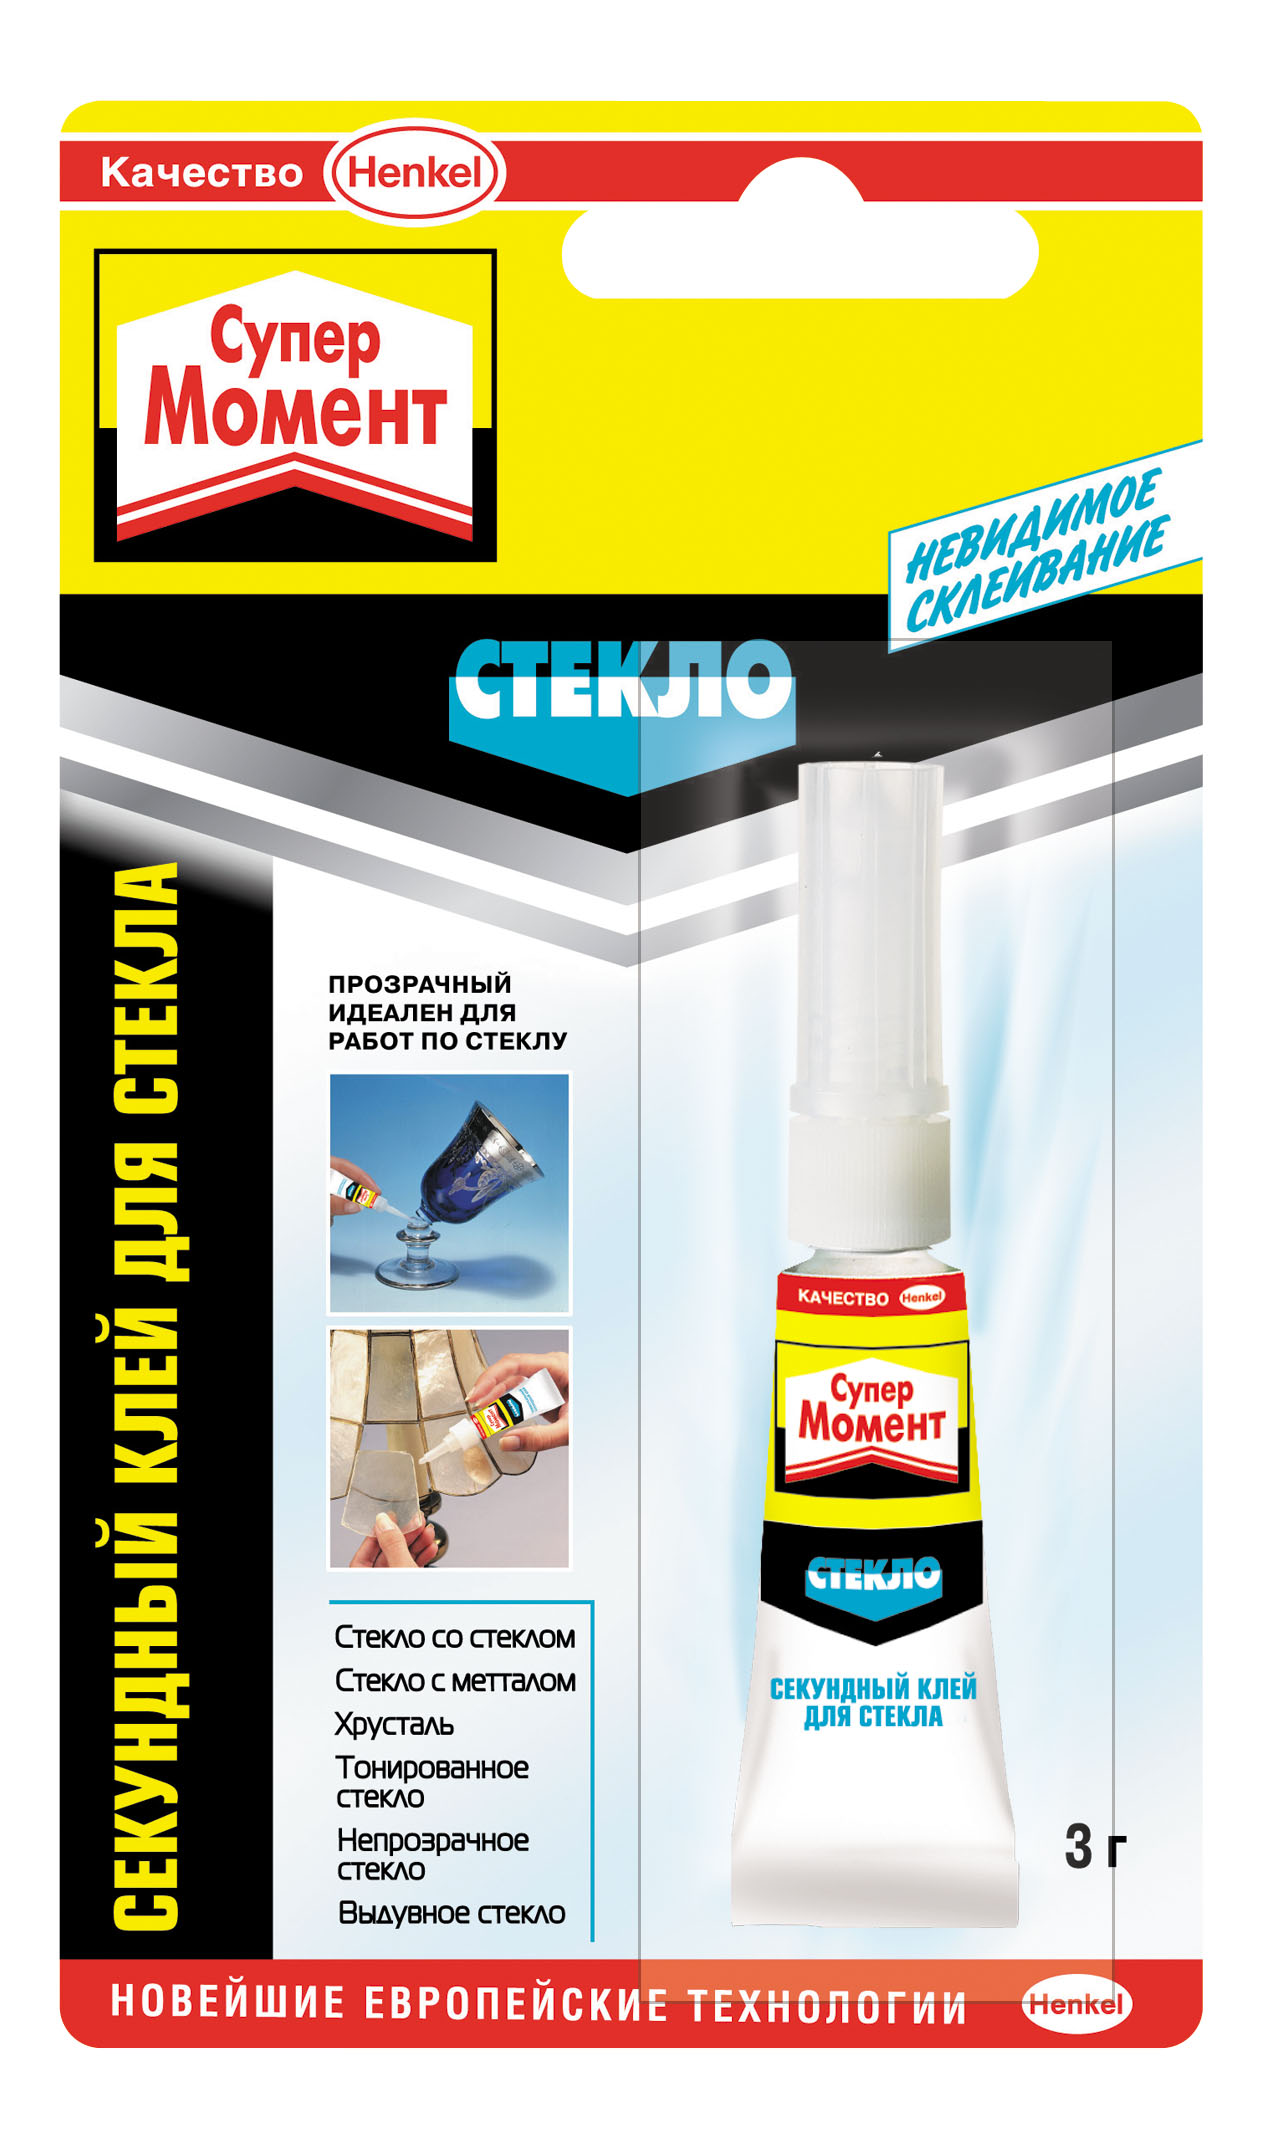 Качество Henkel
Супер
Момент
НЕВИДИМОЕ
СКЛЕИВАНИЕ
СТЕКЛО
СЕКУНДНЫЙ КЛЕЙ ДЛЯ СТЕКЛА
ПРОЗРАЧНЫЙ
ИДЕАЛЕН ДЛЯ
РАБОТ ПО СТЕКЛУ
Стекло со стеклом
Стекло с метталом
Хрусталь
Тонированное
стекло
Непрозрачное
стекло
Выдувное стекло
КАЧЕСТВО Henkel
Супер
Момент
СТЕКЛО
СЕКУНДНЫЙ КЛЕЙ
ДЛЯ СТЕКЛА
3 г
НОВЕЙШИЕ ЕВРОПЕЙСКИЕ ТЕХНОЛОГИИ Henkel